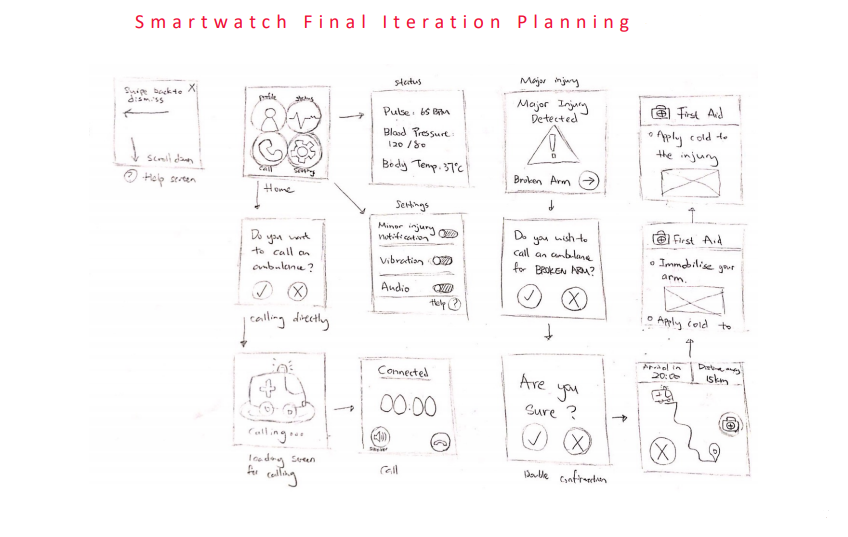 Smartwatch Final Iteration Planning
Swipe back to X
dismiss
scroll down
? Help screen
Profile
Status
Call
Setting
Home
Status
Pulse: 65 BPM
Blood Pressure:
120 / 80
Body Temp. 37°C
Settings
Minor injury
notification
Vibration
Audio
Help ?
Do you want
to call an
ambulance?
calling directly
Calling...
loading screen
for calling
Connected
00:00
Speaker
Call
Major injury
Major Injury
Detected
!
Broken Arm
Do you wish to
call an ambulance
for BROKEN ARM?
Are you
Sure?
Double confirmation
First Aid
Apply cold to
the injury
First Aid
Immobilise your
arm.
Apply cold to
Arrival in
20:00
Distance away
15km